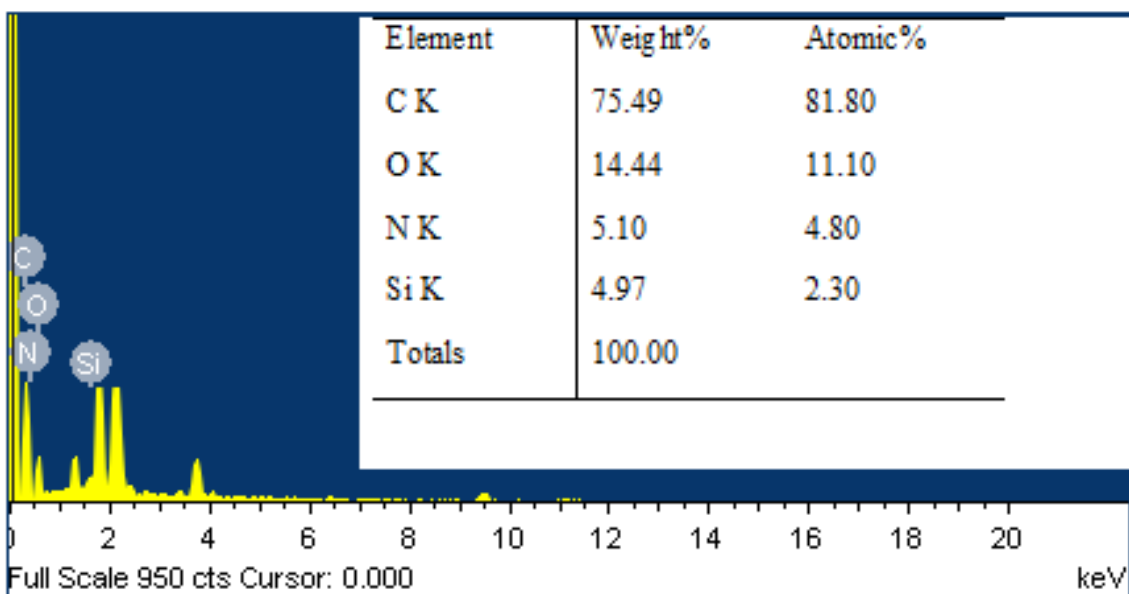 Element Weight% Atomic%
C K 75.49 81.80
O K 14.44 11.10
N K 5.10 4.80
Si K 4.97 2.30
Totals 100.00
C
O
N
Si
0 2 4 6 8 10 12 14 16 18 20
Full Scale 950 cts Cursor: 0.000 keV